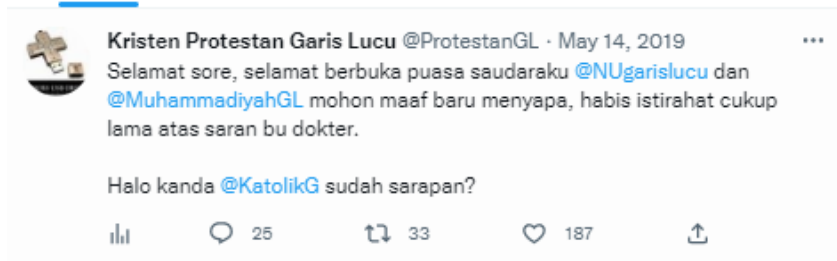 Kristen Protestan Garis Lucu @ProtestanGL · May 14, 2019
Selamat sore, selamat berbuka puasa saudaraku @NUgarislucu dan
@MuhammadiyahGL mohon maaf baru menyapa, habis istirahat cukup
lama atas saran bu dokter.
Halo kanda @KatolikG sudah sarapan?
25 33 187